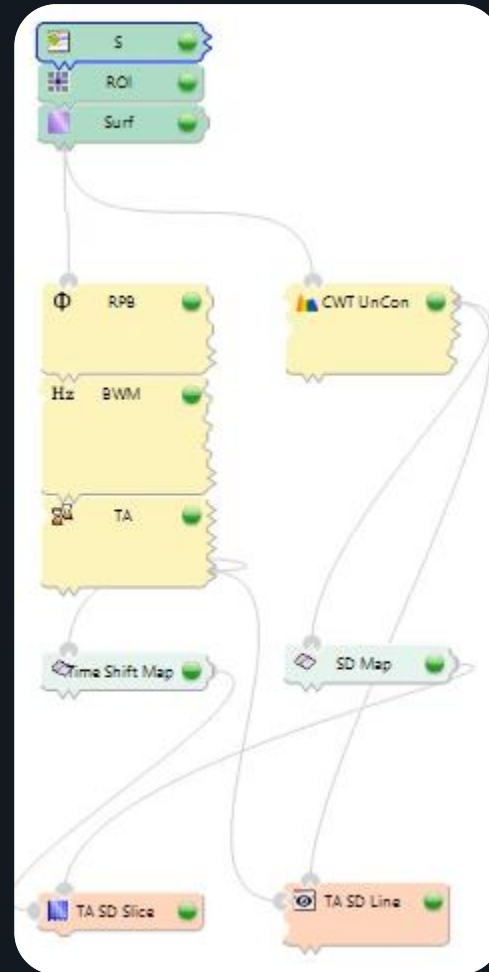 S
ROI
Surf
Φ RPB
CWT UnCon
Hz BWM
TA
Time Shift Map
SD Map
TA SD Slice
TA SD Line